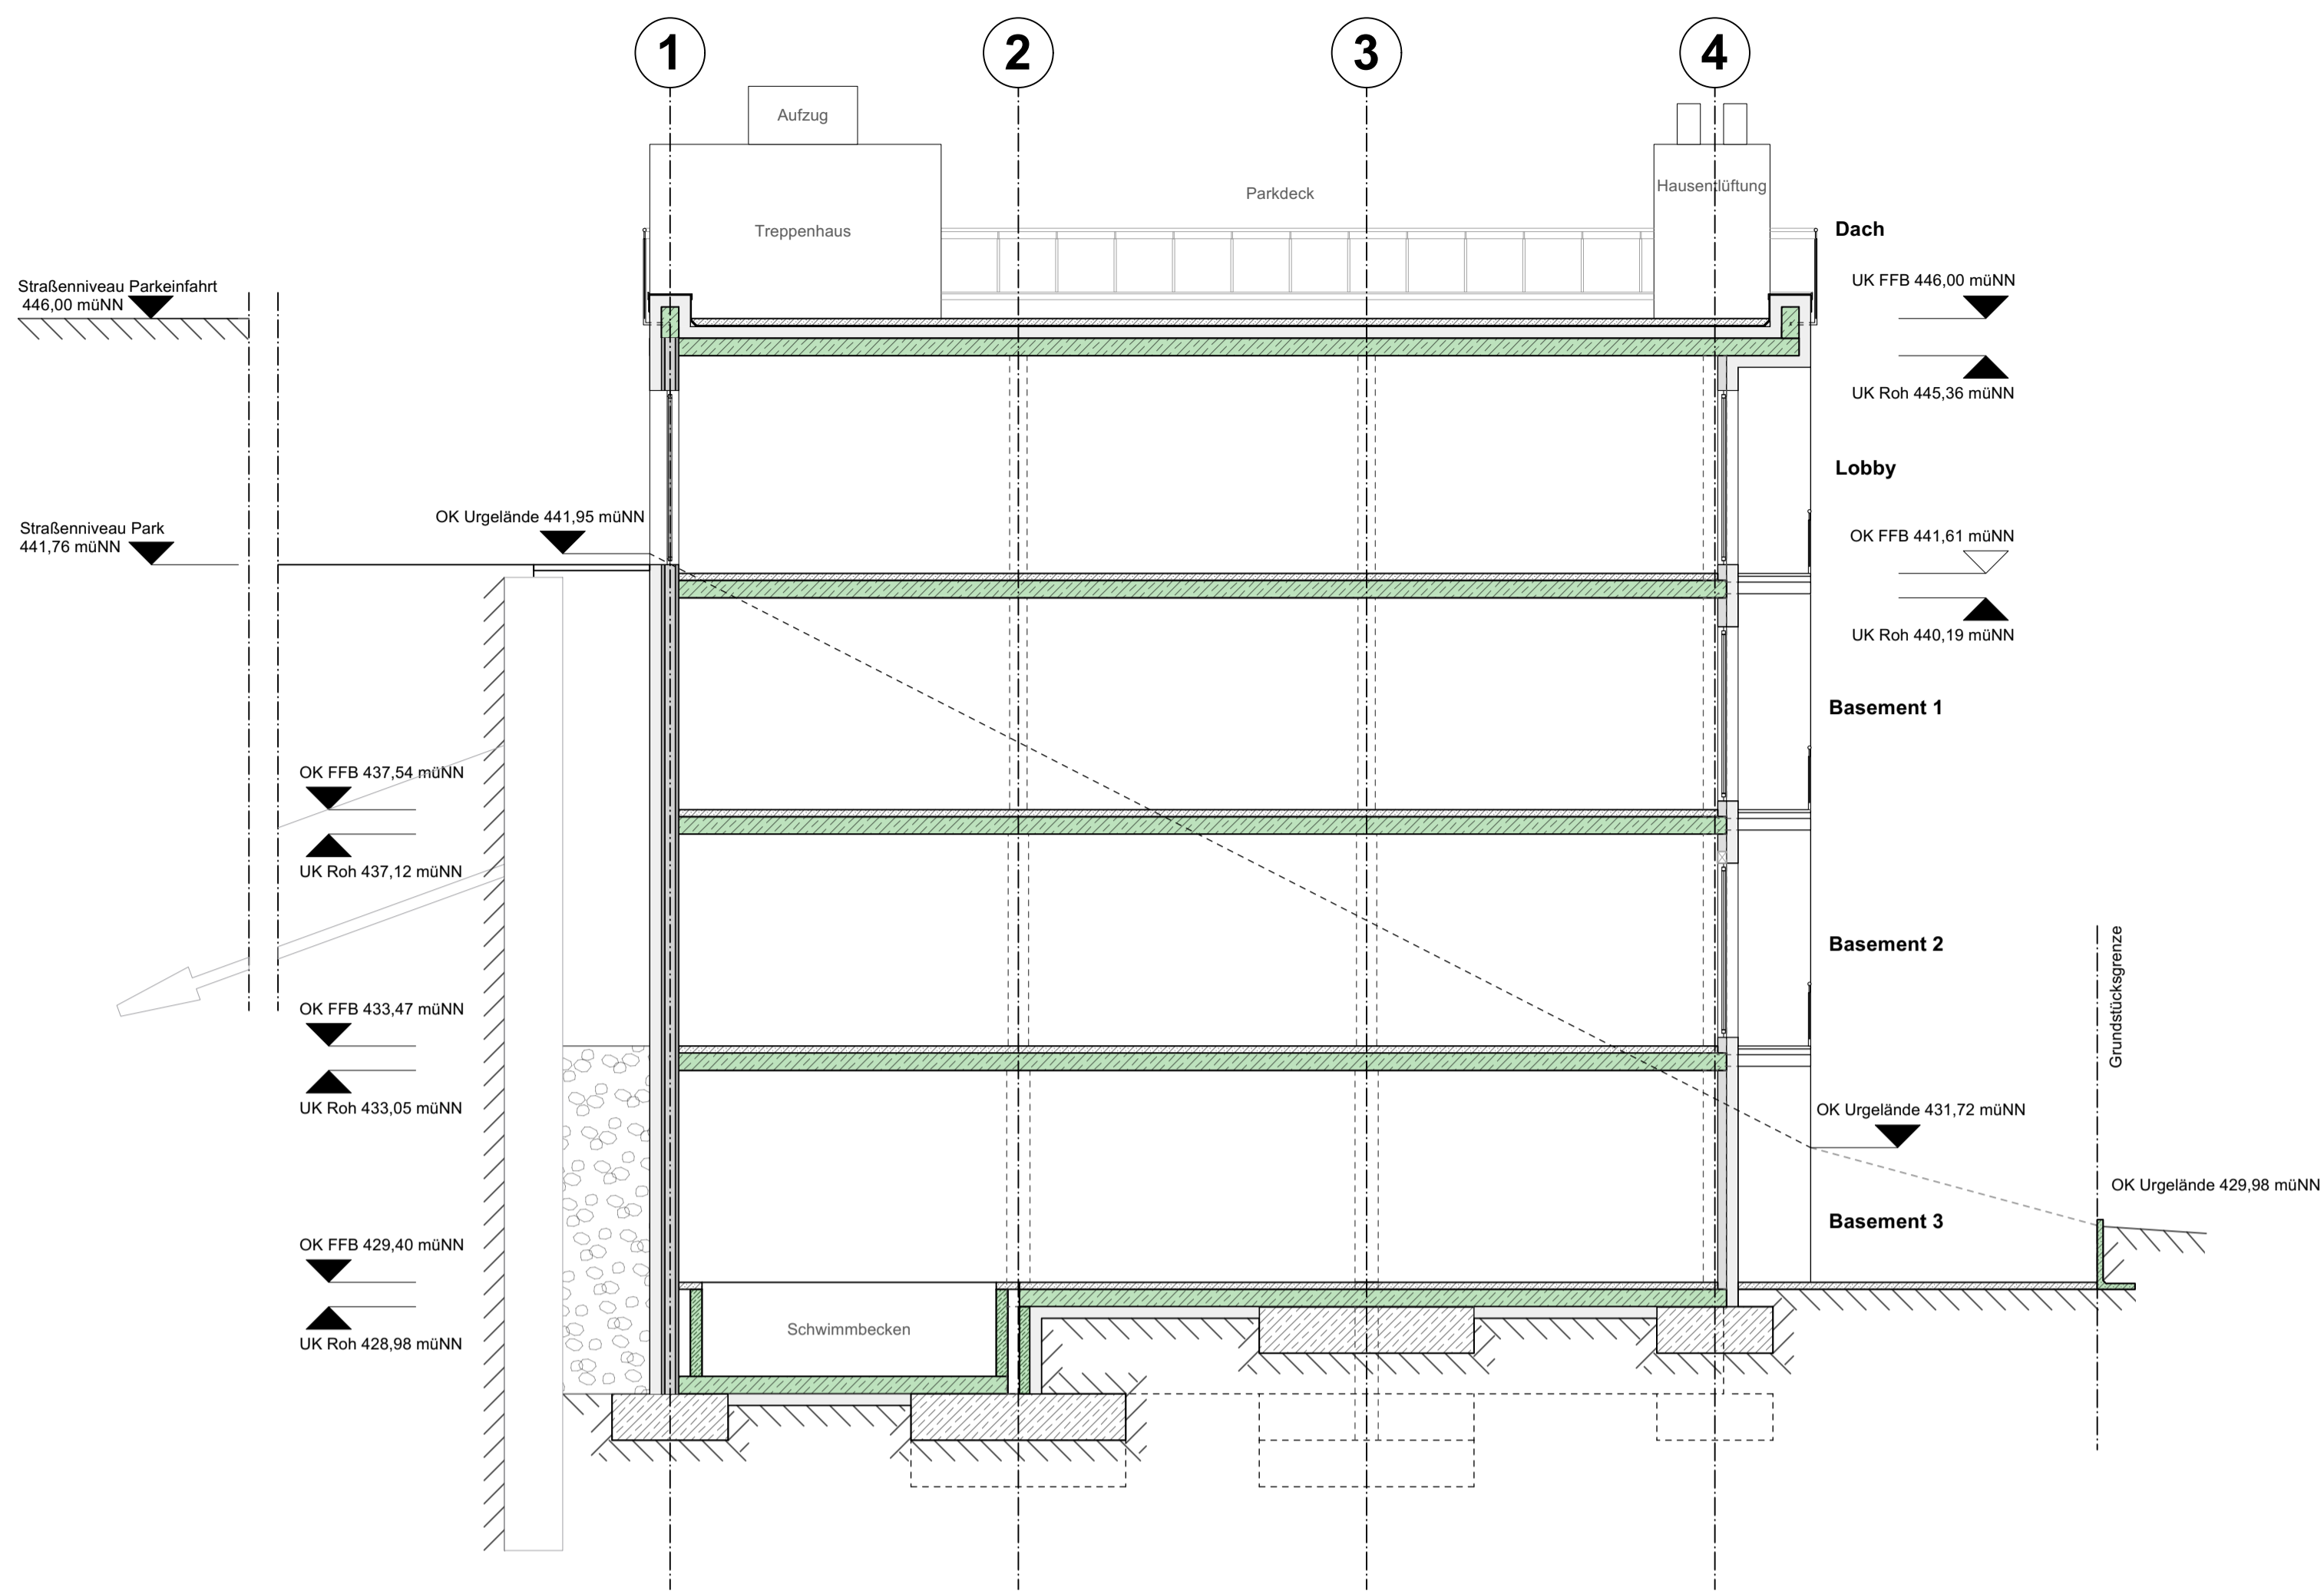 1
2
3
4
Aufzug
Hausentlüftung
Parkdeck
Treppenhaus
Dach
Straßenniveau Parkeinfahrt
446,00 müNN
UK FFB 446,00 müNN
UK Roh 445,36 müNN
Lobby
OK Urgelände 441,95 müNN
Straßenniveau Park
441,76 müNN
OK FFB 441,61 müNN
UK Roh 440,19 müNN
Basement 1
OK FFB 437,54 müNN
UK Roh 437,12 müNN
Basement 2
Grundstücksgrenze
OK FFB 433,47 müNN
UK Roh 433,05 müNN
OK Urgelände 431,72 müNN
OK Urgelände 429,98 müNN
Basement 3
OK FFB 429,40 müNN
Schwimmbecken
UK Roh 428,98 müNN